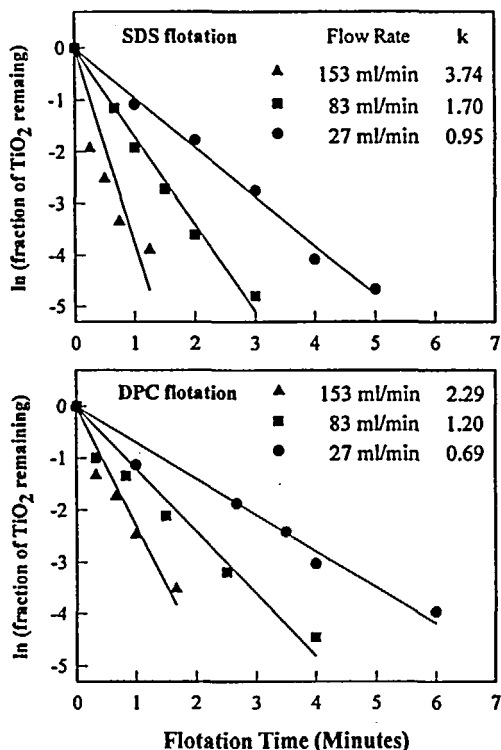 SDS flotation Flow Rate k
153 ml/min 3.74
83 ml/min 1.70
27 ml/min 0.95
ln (fraction of TiO2 remaing)
0
-1
-2
-3
-4
-5
0 1 2 3 4 5 6 7
DPC flotation 153 ml/min 2.29
83 ml/min 1.20
27 ml/min 0.69
ln (fraction of TiO2 remaining)
0
-1
-2
-3
-4
-5
0 1 2 3 4 5 6 7
Flotation Time (Minutes)